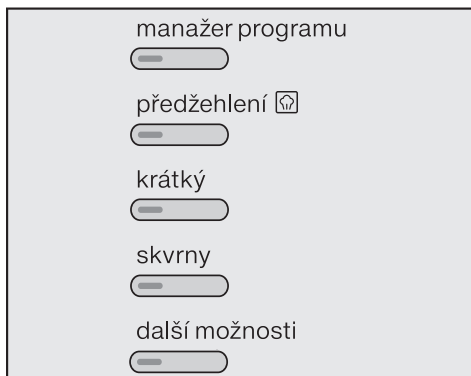 manažer programu
předžehlení
krátký
skvrny
další možnosti